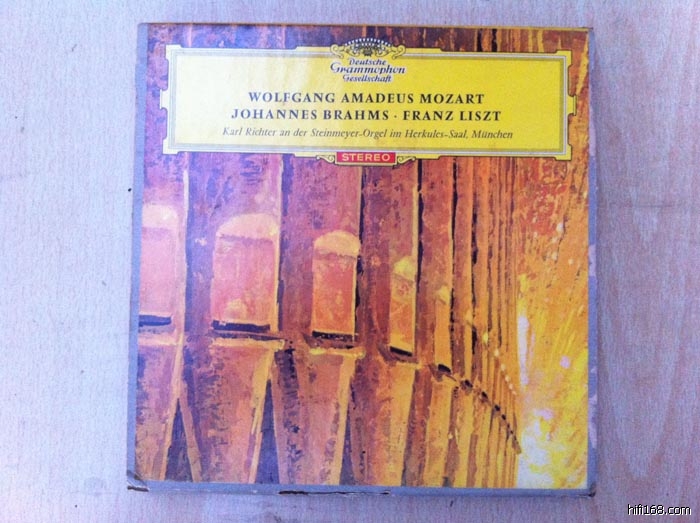 Deutsche
Grammophon
Gesellschaft
WOLFGANG AMADEUS MOZART
JOHANNES BRAHMS · FRANZ LISZT
Karl Richter an der Steinmeyer-Orgel im Herkules-Saal, München
STEREO
hifi168.com